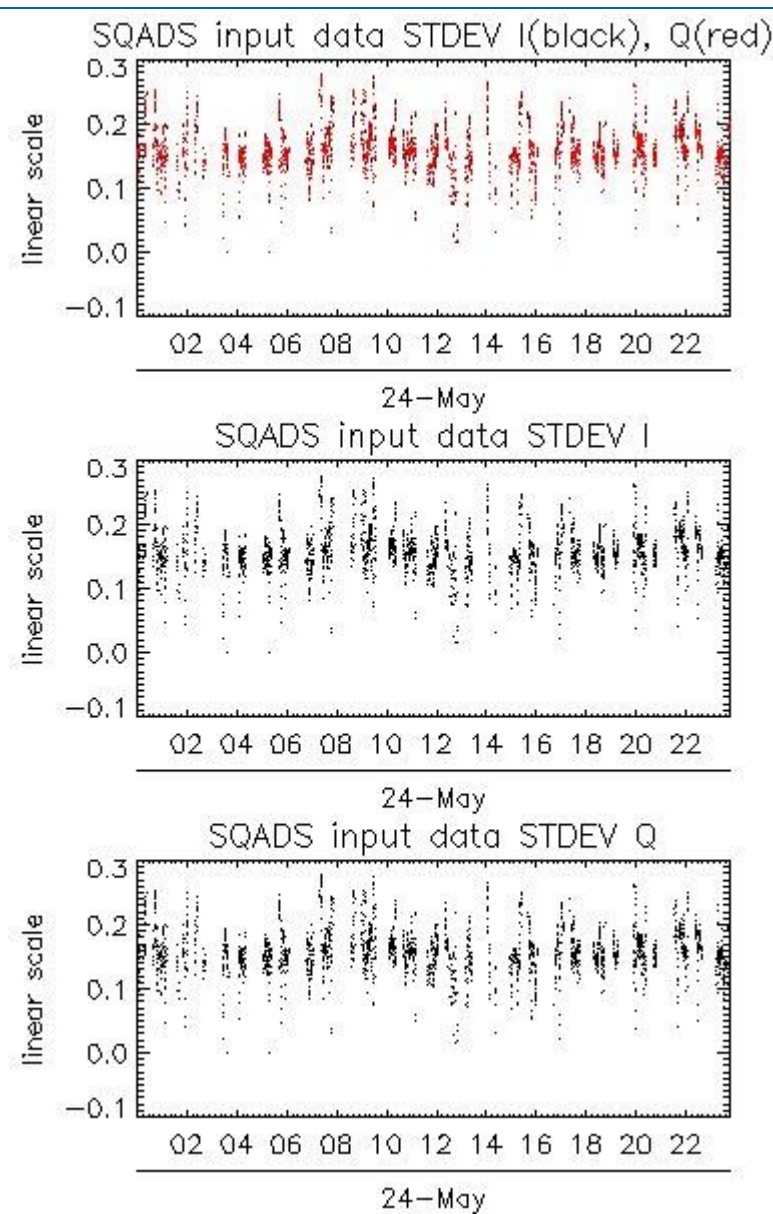 SQADS input data STDEV I(black), Q(red)
0.3
0.2
0.1
0.0
−0.1
linear scale
02 04 06 08 10 12 14 16 18 20 22
24−May
SQADS input data STDEV I
0.3
0.2
0.1
0.0
−0.1
linear scale
02 04 06 08 10 12 14 16 18 20 22
24−May
SQADS input data STDEV Q
0.3
0.2
0.1
0.0
−0.1
linear scale
02 04 06 08 10 12 14 16 18 20 22
24−May